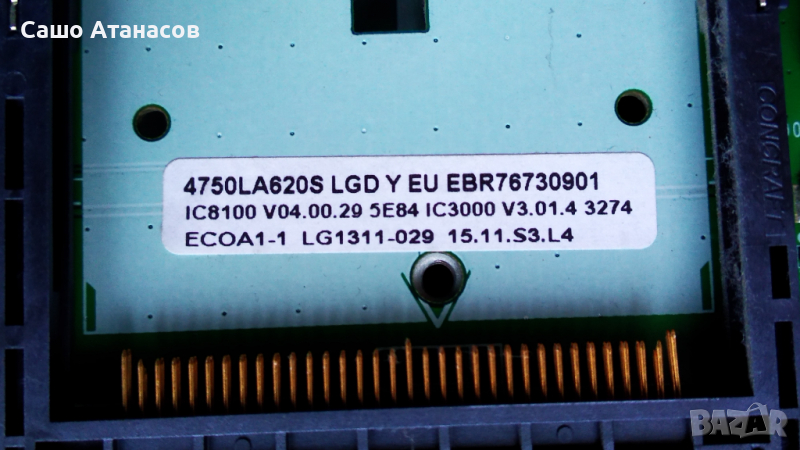 Сашо Атанасов
4750LA620S LGD Y EU EBR76730901
IC8100 V04.00.29 5E84 IC3000 V3.01.4 3274
ECOA1-1 LG1311-029 15.11.S3.L4
BAZAR